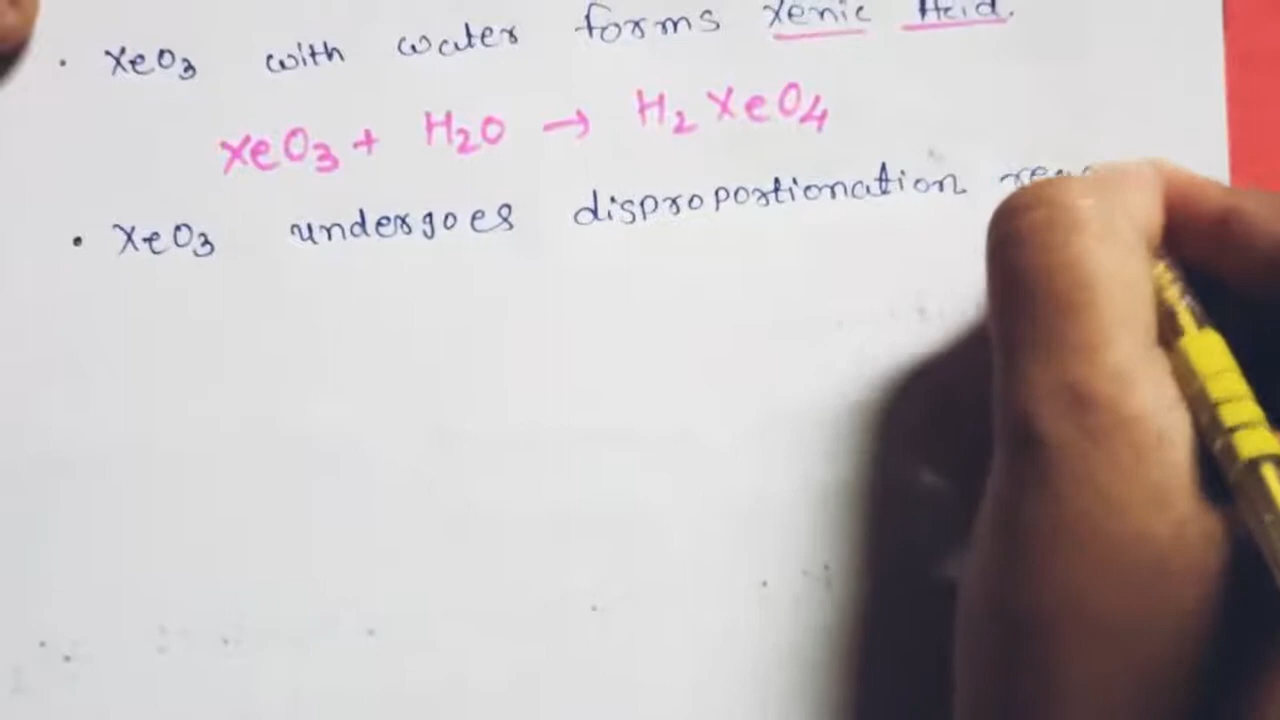 • XeO3 with water forms Xenic Acid.
XeO3 + H2O → H2XeO4
• XeO3 undergoes disproportionation